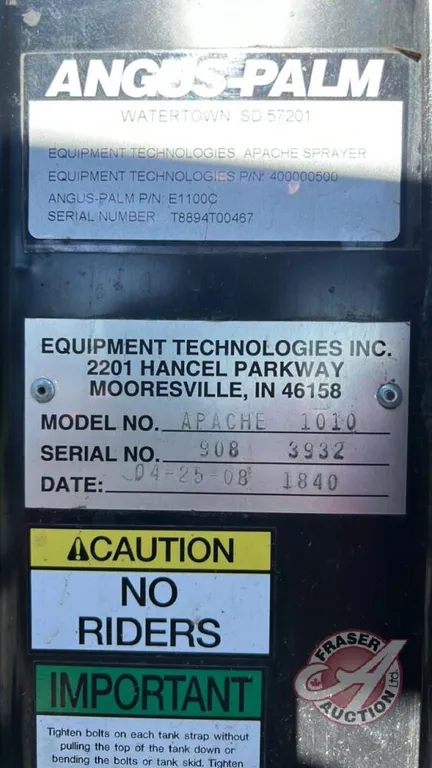 ANGUS-PALM
WATERTOWN SD 57201
EQUIPMENT TECHNOLOGIES APACHE SPRAYER
EQUIPMENT TECHNOLOGIES P/N: 400000500
ANGUS-PALM P/N: E1100C
SERIAL NUMBER: T8894T00467
EQUIPMENT TECHNOLOGIES INC.
2201 HANCEL PARKWAY
MOORESVILLE, IN 46158
MODEL NO. APACHE 1010
SERIAL NO. 908 3932
DATE: 04-25-08 1840
CAUTION
NO
RIDERS
IMPORTANT
Tighten bolts on each tank strap without
pulling the top of the tank down or
bending the bolts or tank skid. Tighten
FRASER
AUCTION